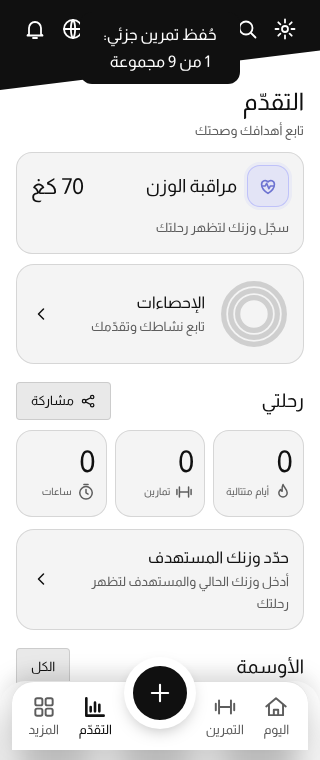 حُفظ تمرين جزئي:
1 من 9 مجموعة
التقدّم
تابع أهدافك وصحتك
مراقبة الوزن
70 كغ
سجّل وزنك لتظهر رحلتك
الإحصاءات
تابع نشاطك وتقدّمك
رحلتي
مشاركة
0
أيام متتالية
0
تمارين
0
ساعات
حدّد وزنك المستهدف
أدخل وزنك الحالي والمستهدف لتظهر
رحلتك
الأوسمة
الكل
اليوم
التمرين
التقدّم
المزيد